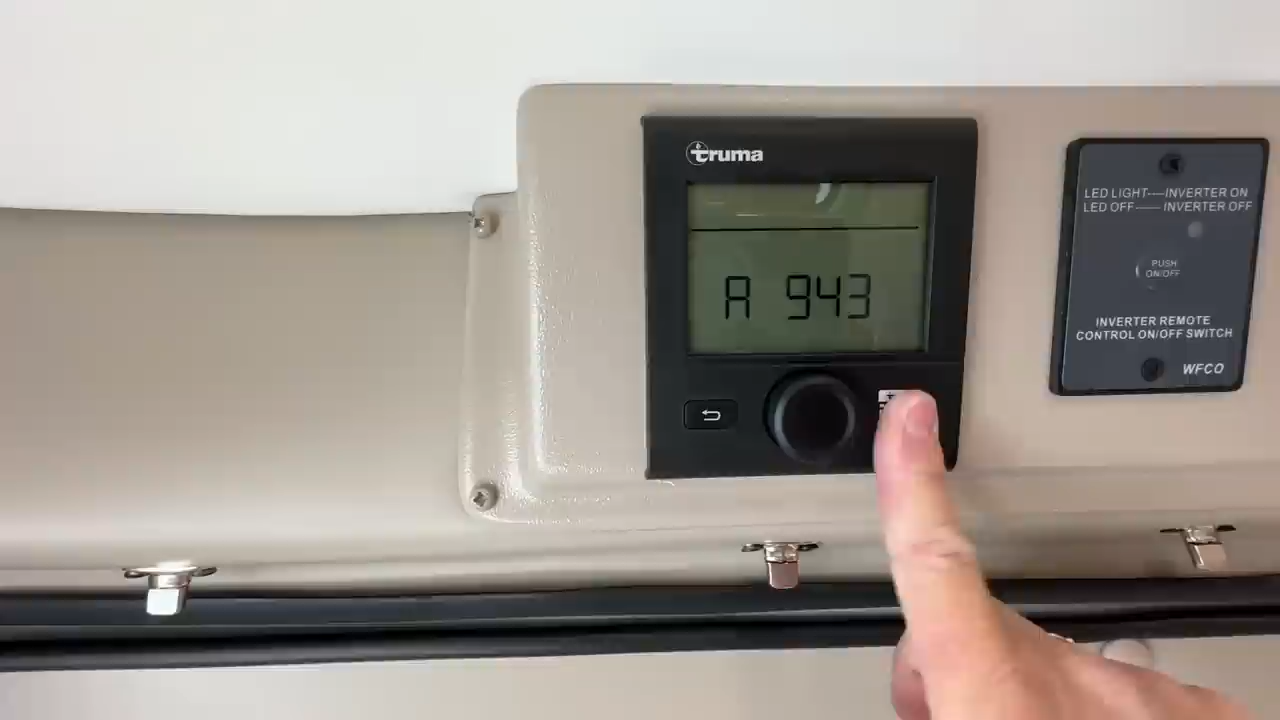 truma
A 943
LED LIGHT----INVERTER ON
LED OFF-----INVERTER OFF
PUSH
ON/OFF
INVERTER REMOTE
CONTROL ON/OFF SWITCH
WFCO